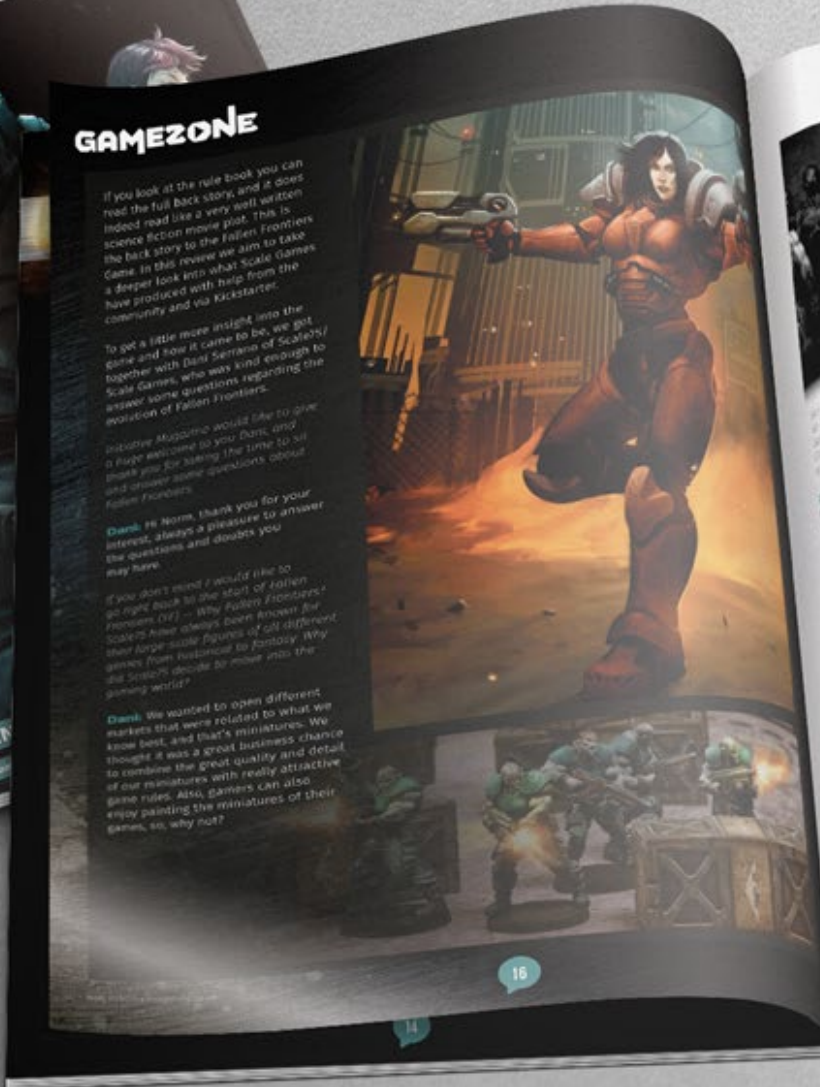 GAMEZONE
If you look at the rule book you can
read the full back story, and it does
indeed read like a very well written
science fiction movie plot. This is
the back story to the Fallen Frontiers
Game. In this review we aim to take
a deeper look into what Scale Games
have produced with help from the
community and via Kickstarter.
To get a little more insight into the
game and how it came to be, we got
together with Dani Serrano of Scale75/
Scale Games, who was kind enough to
answer some questions regarding the
evolution of Fallen Frontiers.
Initiative Magazine would like to give
a huge welcome to you Dani, and
thank you for taking the time to sit
and answer some questions about
Fallen Frontiers.
Dani: Hi Norm, thank you for your
interest, always a pleasure to answer
the questions and doubts you
may have.
If you don't mind I would like to
go right back to the start of Fallen
Frontiers - Why Fallen Frontiers?
Scale75 have always been known for
their large scale figures of all different
genres from historical to fantasy. Why
did Scale75 decide to move into the
gaming world?
Dani: We wanted to open different
markets that were related to what we
know best, and that's miniatures. We
thought it was a great business chance
to combine the great quality and detail
of our miniatures with really attractive
game rules. Also, gamers can also
enjoy painting the miniatures of their
games, so, why not?
16
14